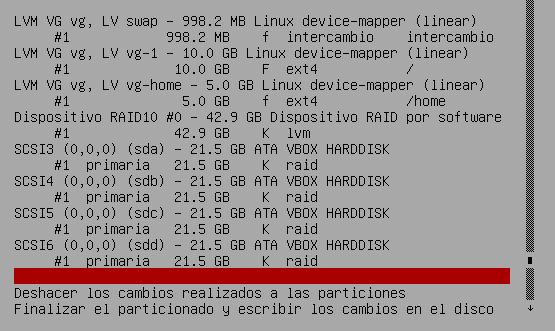 LVM VG vg, LV swap – 998.2 MB Linux device-mapper (linear)
#1 998.2 MB f intercambio intercambio
LVM VG vg, LV vg-1 – 10.0 GB Linux device-mapper (linear)
#1 10.0 GB F ext4 /
LVM VG vg, LV vg-home – 5.0 GB Linux device-mapper (linear)
#1 5.0 GB f ext4 /home
Dispositivo RAID10 #0 – 42.9 GB Dispositivo RAID por software
#1 42.9 GB K lvm
SCSI3 (0,0,0) (sda) – 21.5 GB ATA VBOX HARDDISK
#1 primaria 21.5 GB K raid
SCSI4 (0,0,0) (sdb) – 21.5 GB ATA VBOX HARDDISK
#1 primaria 21.5 GB K raid
SCSI5 (0,0,0) (sdc) – 21.5 GB ATA VBOX HARDDISK
#1 primaria 21.5 GB K raid
SCSI6 (0,0,0) (sdd) – 21.5 GB ATA VBOX HARDDISK
#1 primaria 21.5 GB K raid
Deshacer los cambios realizados a las particiones
Finalizar el particionado y escribir los cambios en el disco